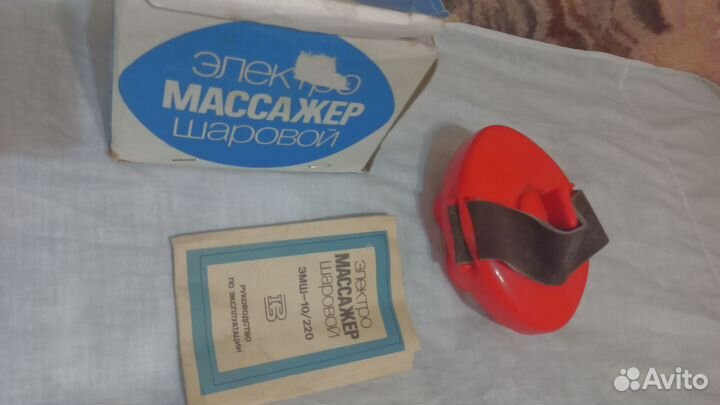 электро
МАССАЖЕР
шаровой
электро
МАССАЖЕР
шаровой
ЭМШ-10/220
РУКОВОДСТВО
ПО ЭКСПЛУАТАЦИИ
Avito